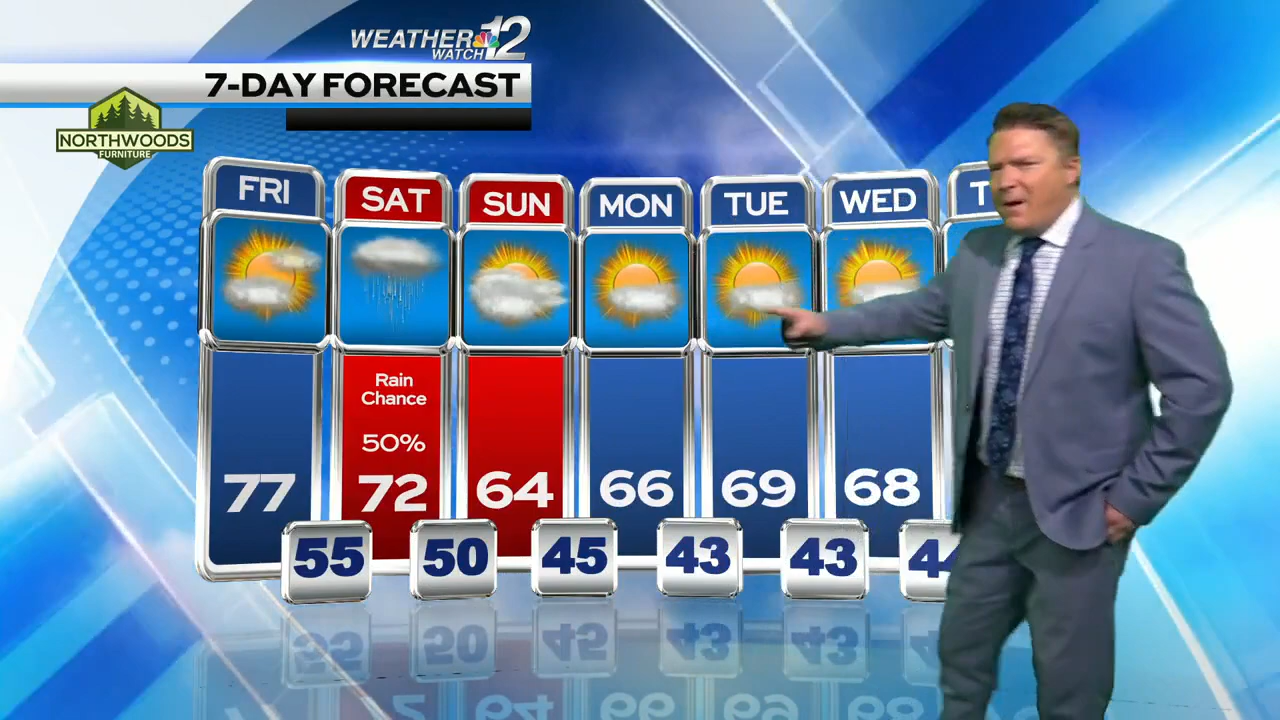 WEATHER 12
WATCH
7-DAY FORECAST
NORTHWOODS
FURNITURE
FRI
SAT
SUN
MON
TUE
WED
T
Rain
Chance
50%
77
72
64
66
69
68
55
50
45
43
43
44